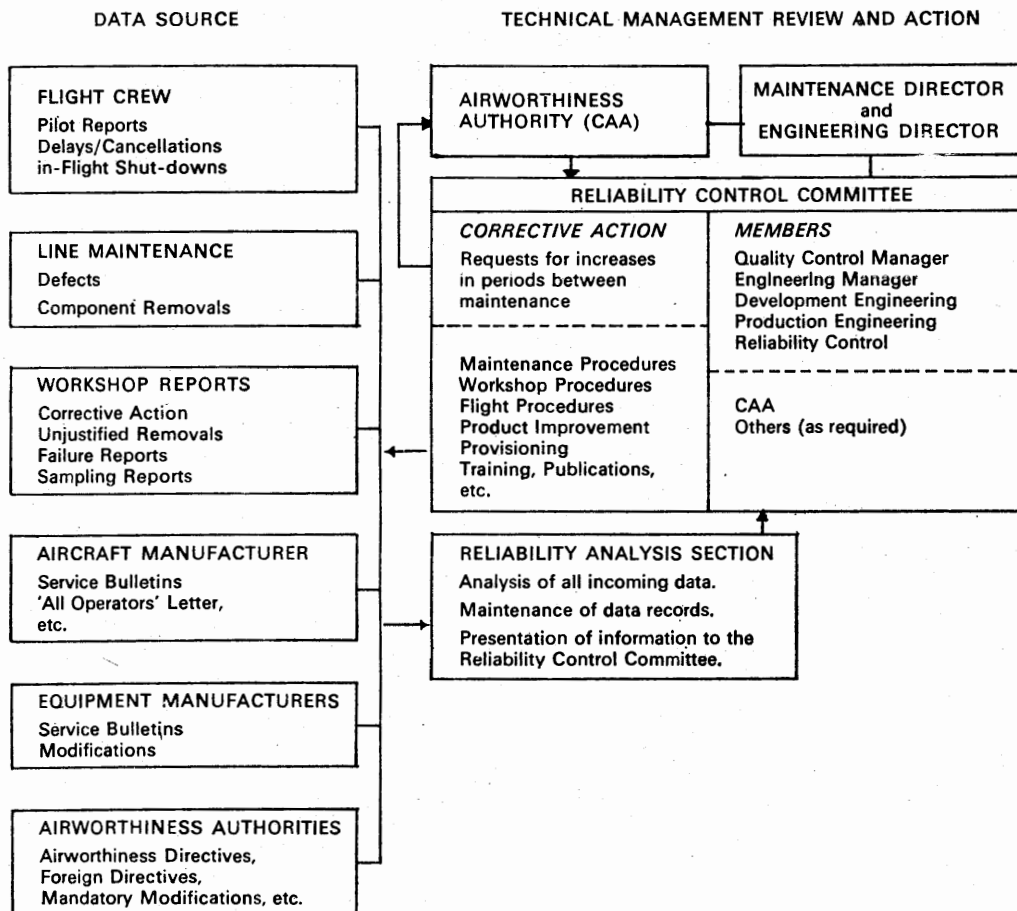 DATA SOURCE
TECHNICAL MANAGEMENT REVIEW AND ACTION
FLIGHT CREW
Pilot Reports
Delays/Cancellations
in-Flight Shut-downs
LINE MAINTENANCE
Defects
Component Removals
WORKSHOP REPORTS
Corrective Action
Unjustified Removals
Failure Reports
Sampling Reports
AIRCRAFT MANUFACTURER
Service Bulletins
'All Operators' Letter,
etc.
EQUIPMENT MANUFACTURERS
Service Bulletins
Modifications
AIRWORTHINESS AUTHORITIES
Airworthiness Directives,
Foreign Directives,
Mandatory Modifications, etc.
AIRWORTHINESS
AUTHORITY (CAA)
MAINTENANCE DIRECTOR
and
ENGINEERING DIRECTOR
RELIABILITY CONTROL COMMITTEE
CORRECTIVE ACTION
Requests for increases
in periods between
maintenance
Maintenance Procedures
Workshop Procedures
Flight Procedures
Product Improvement
Provisioning
Training, Publications,
etc.
MEMBERS
Quality Control Manager
Engineering Manager
Development Engineering
Production Engineering
Reliability Control
CAA
Others (as required)
RELIABILITY ANALYSIS SECTION
Analysis of all incoming data.
Maintenance of data records.
Presentation of information to the
Reliability Control Committee.